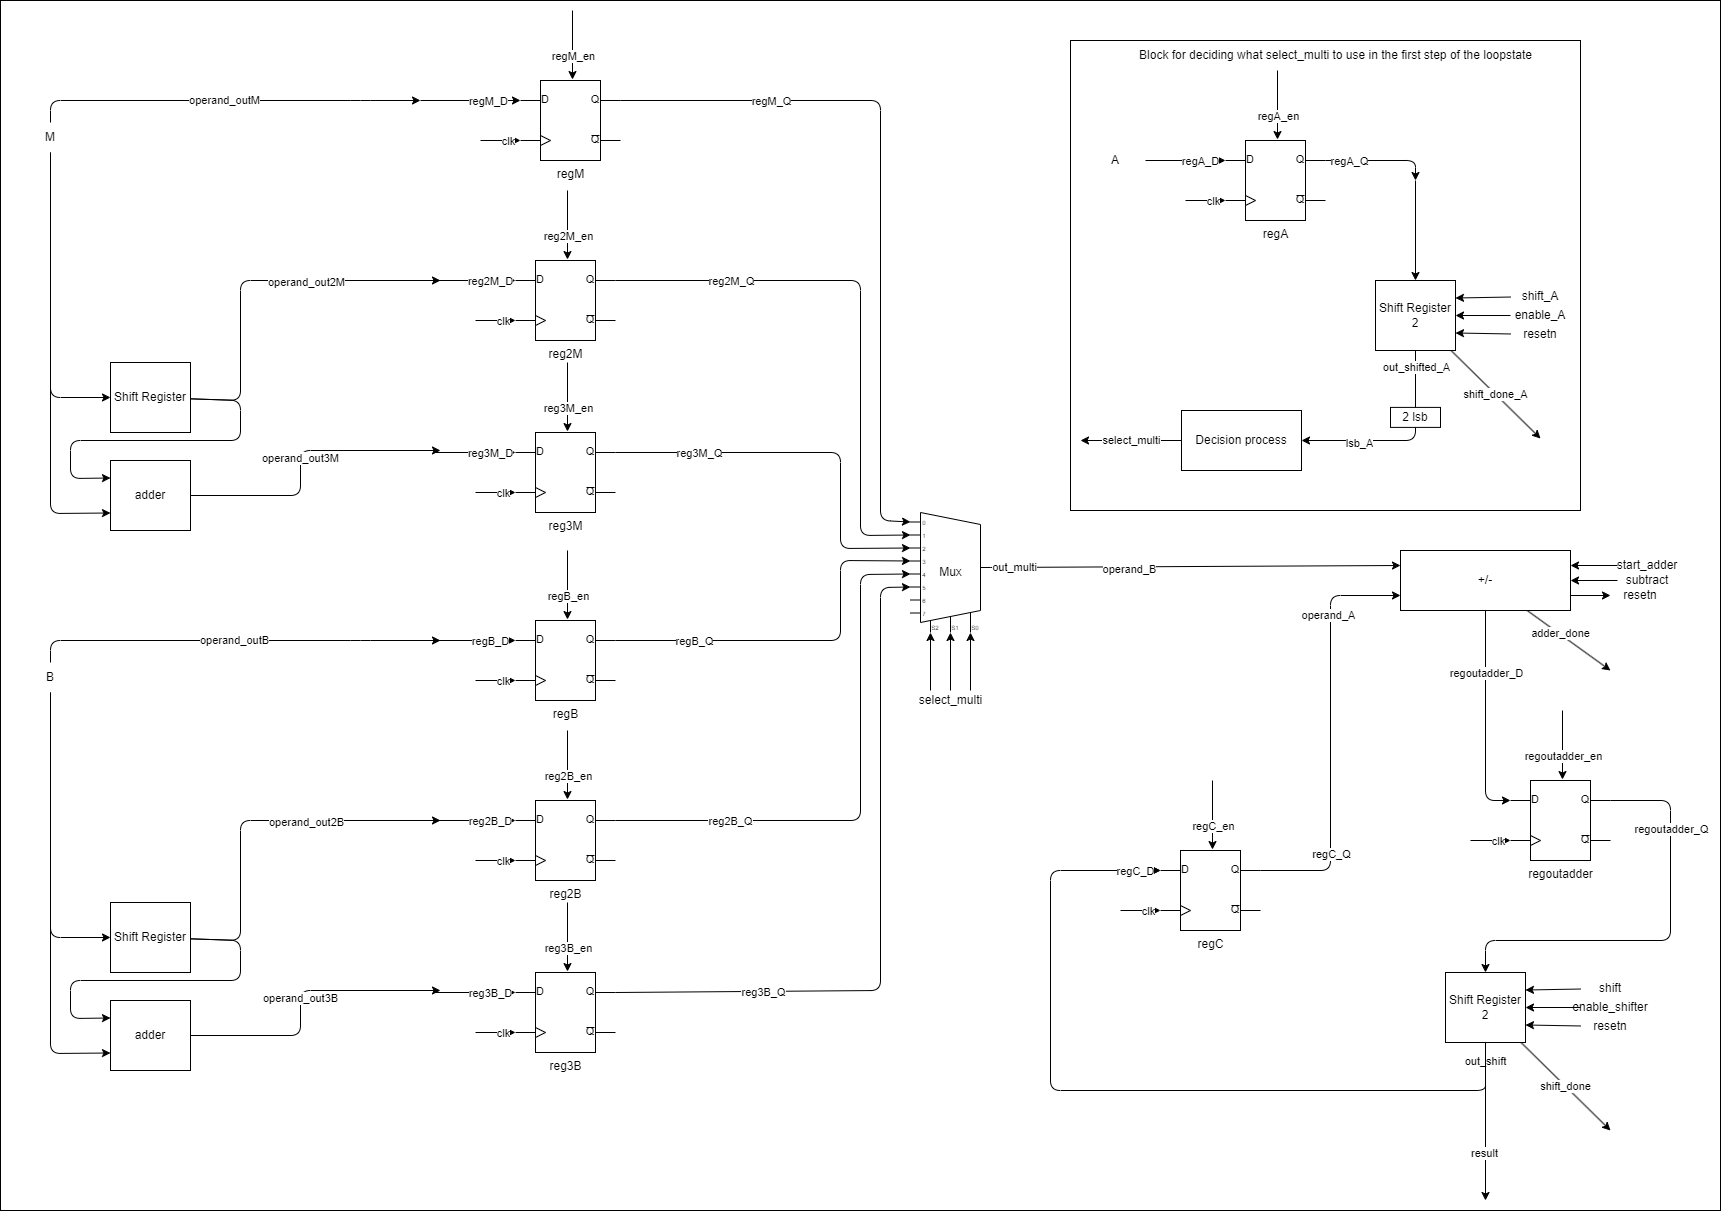 regM_en
operand_outM
regM_D
D
Q
regM_Q
M
clk
Q
regM
reg2M_en
operand_out2M
reg2M_D
D
Q
reg2M_Q
clk
Q
reg2M
Shift Register
reg3M_en
operand_out3M
reg3M_D
D
Q
reg3M_Q
adder
clk
Q
reg3M
regB_en
operand_outB
regB_D
D
Q
regB_Q
B
clk
Q
regB
reg2B_en
operand_out2B
reg2B_D
D
Q
reg2B_Q
clk
Q
reg2B
Shift Register
reg3B_en
operand_out3B
reg3B_D
D
Q
reg3B_Q
adder
clk
Q
reg3B
0
1
2
3
4
5
6
7
Mux
S2
S1
S0
select_multi
out_multi
operand_B
Block for deciding what select_multi to use in the first step of the loopstate
regA_en
A
regA_D
D
Q
regA_Q
clk
Q
regA
Shift Register
2
shift_A
enable_A
resetn
out_shifted_A
shift_done_A
2 lsb
lsb_A
Decision process
select_multi
+/-
start_adder
subtract
resetn
operand_A
adder_done
regoutadder_D
regoutadder_en
D
Q
regoutadder_Q
clk
Q
regoutadder
regC_en
regC_Q
regC_D
D
Q
clk
Q
regC
Shift Register
2
shift
enable_shifter
resetn
out_shift
shift_done
result